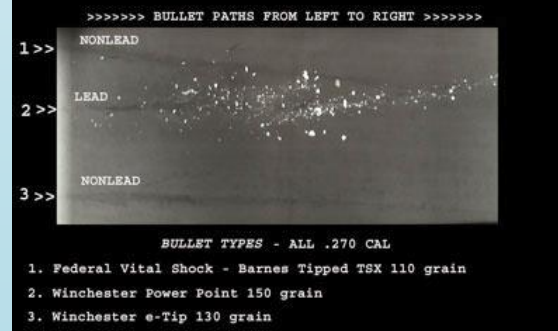 >>>>>>> BULLET PATHS FROM LEFT TO RIGHT >>>>>>>
NONLEAD
1>>
LEAD
2>>
NONLEAD
3>>
BULLET TYPES - ALL .270 CAL
1. Federal Vital Shock - Barnes Tipped TSX 110 grain
2. Winchester Power Point 150 grain
3. Winchester e-Tip 130 grain